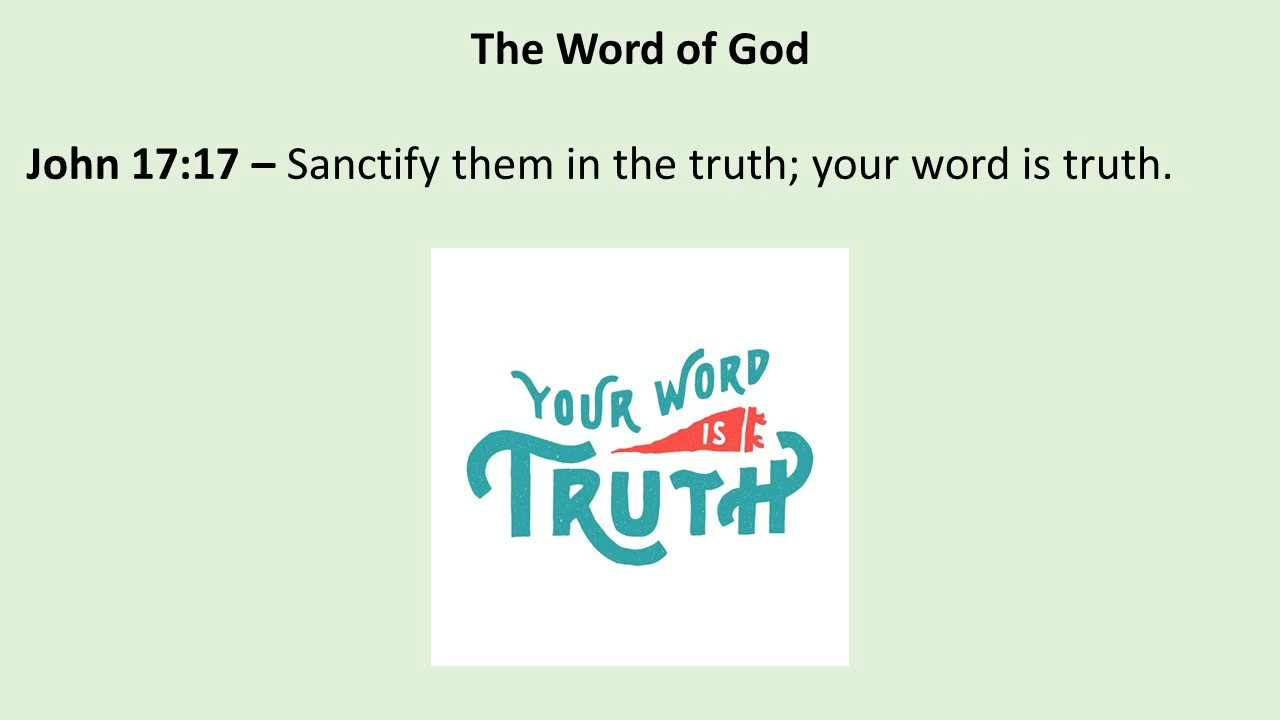 The Word of God
John 17:17 – Sanctify them in the truth; your word is truth.
YOUR WORD
IS
TRUTH